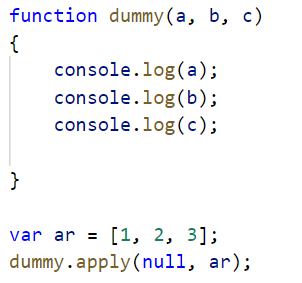 function dummy(a, b, c)
{
    console.log(a);
    console.log(b);
    console.log(c);
}
var ar = [1, 2, 3];
dummy.apply(null, ar);